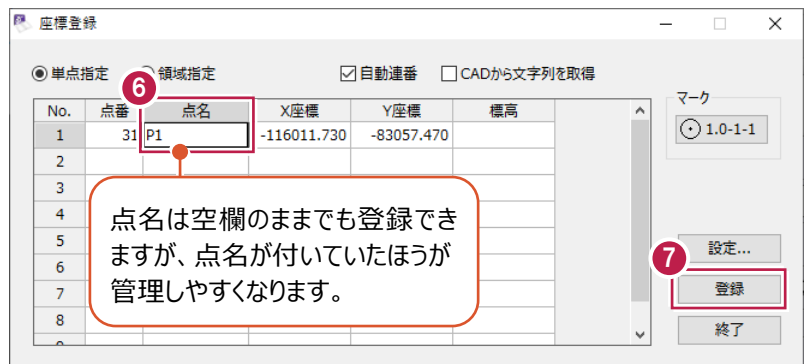 座標登録
単点指定 領域指定 自動連番 CADから文字列を取得
6
No. 点番 点名 X座標 Y座標 標高
1 31 P1 -116011.730 -83057.470
2
3
4
5
6
7
8
マーク
1.0-1-1
点名は空欄のままでも登録でき
ますが、点名が付いていたほうが
管理しやすくなります。
設定...
7
登録
終了